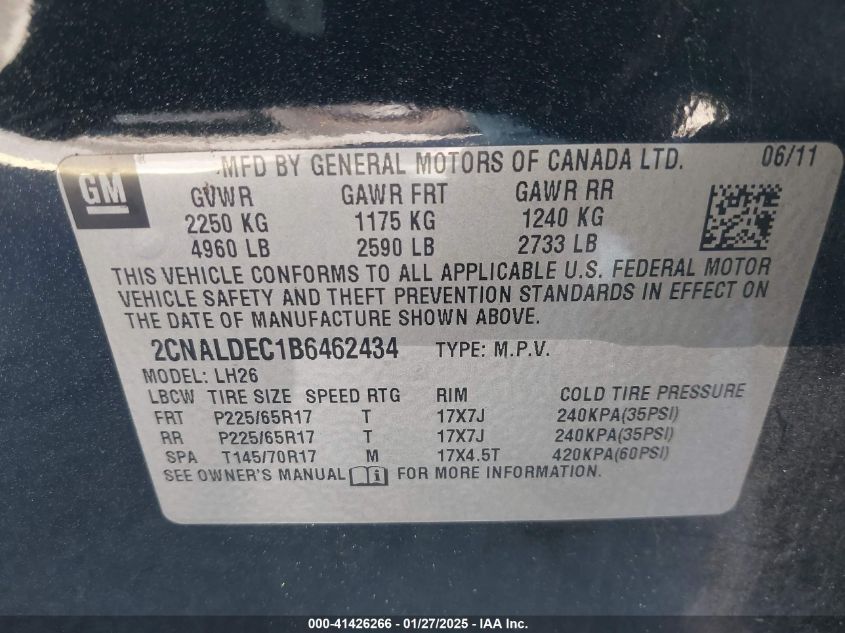 GM
MFD BY GENERAL MOTORS OF CANADA LTD. 06/11
GVWR GAWR FRT GAWR RR
2250 KG 1175 KG 1240 KG
4960 LB 2590 LB 2733 LB
THIS VEHICLE CONFORMS TO ALL APPLICABLE U.S. FEDERAL MOTOR
VEHICLE SAFETY AND THEFT PREVENTION STANDARDS IN EFFECT ON
THE DATE OF MANUFACTURE SHOWN ABOVE.
2CNALDEC1B6462434 TYPE: M.P.V.
MODEL: LH26
LBCW TIRE SIZE SPEED RTG RIM COLD TIRE PRESSURE
FRT P225/65R17 T 17X7J 240KPA(35PSI)
RR P225/65R17 T 17X7J 240KPA(35PSI)
SPA T145/70R17 M 17X4.5T 420KPA(60PSI)
SEE OWNER'S MANUAL FOR MORE INFORMATION.
000-41426266 - 01/27/2025 - IAA Inc.